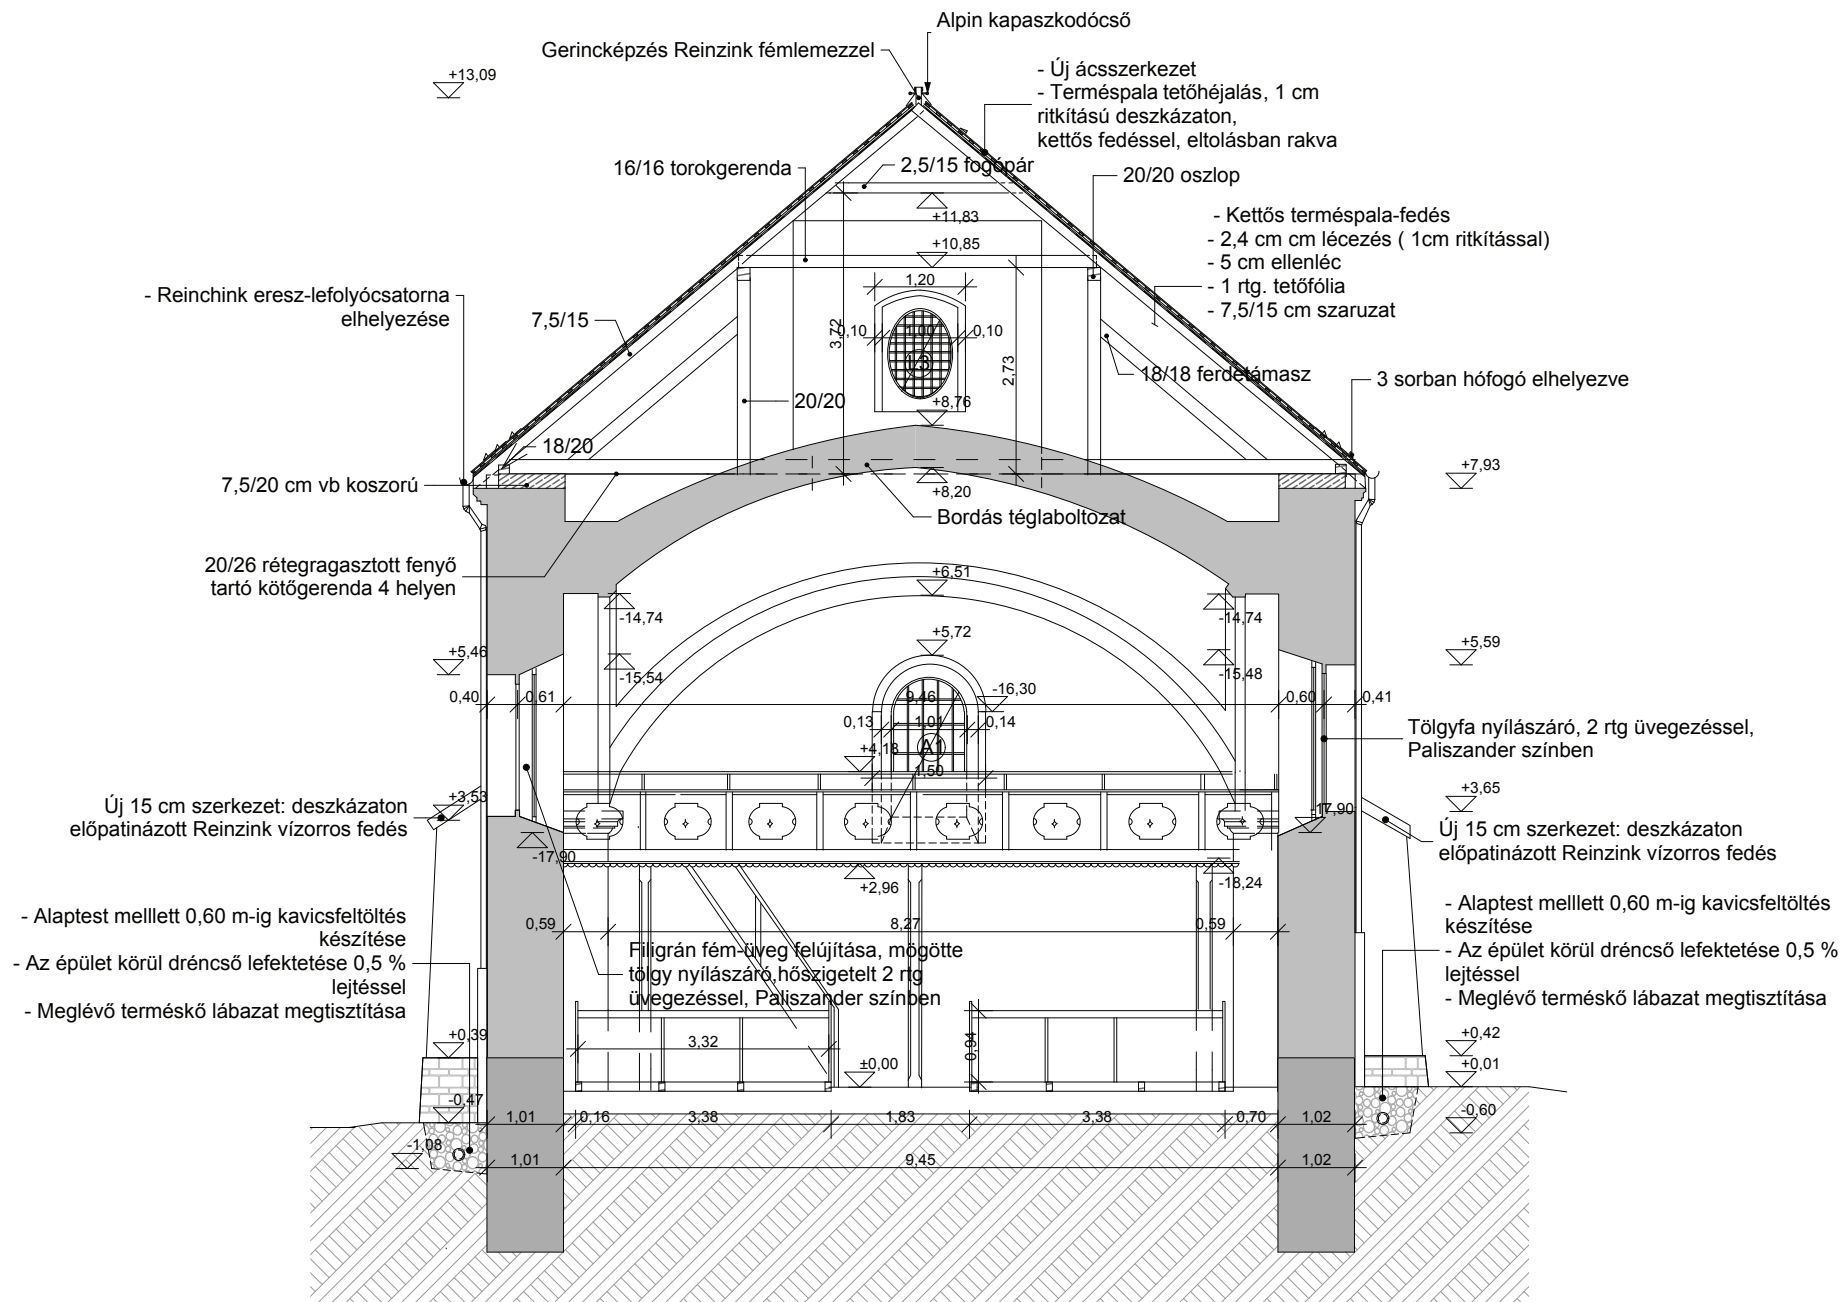 Alpin kapaszkodócső
Gerincképzés Reinzink fémlemezzel
+13,09
- Új ácsszerkezet
- Terméspala tetőhéjalás, 1 cm
ritkítású deszkázaton,
kettős fedéssel, eltolásban rakva
16/16 torokgerenda
2,5/15 fogópár
20/20 oszlop
+11,83
+10,85
- Kettős terméspala-fedés
- 2,4 cm cm lécezés ( 1cm ritkítással)
- 5 cm ellenléc
- 1 rtg. tetőfólia
- 7,5/15 cm szaruzat
- Reinchink eresz-lefolyócsatorna
elhelyezése
1,20
7,5/15
3,72
0,10
1,00
0,10
L3
2,73
18/18 ferdetámasz
3 sorban hófogó elhelyezve
20/20
+8,76
18/20
7,5/20 cm vb koszorú
+7,93
+8,20
Bordás téglaboltozat
20/26 rétegragasztott fenyő
tartó kötőgerenda 4 helyen
+6,51
-14,74
-14,74
+5,72
+5,46
+5,59
-15,54
-15,48
0,40
0,61
9,46
-16,30
0,60
0,41
0,13
1,01
0,14
Tölgyfa nyílászáró, 2 rtg üvegezéssel,
Paliszander színben
+4,18
A1
1,50
+3,53
+3,65
Új 15 cm szerkezet: deszkázaton
előpatinázott Reinzink vízorros fedés
-17,90
Új 15 cm szerkezet: deszkázaton
előpatinázott Reinzink vízorros fedés
-17,90
+2,96
-18,24
- Alaptest melllett 0,60 m-ig kavicsfeltöltés
készítése
- Az épület körül dréncső lefektetése 0,5 %
lejtéssel
- Meglévő terméskő lábazat megtisztítása
0,59
8,27
0,59
Filigrán fém-üveg felújítása, mögötte
tölgy nyílászáró,hőszigetelt 2 rtg
üvegezéssel, Paliszander színben
- Alaptest melllett 0,60 m-ig kavicsfeltöltés
készítése
- Az épület körül dréncső lefektetése 0,5 %
lejtéssel
- Meglévő terméskő lábazat megtisztítása
+0,39
3,32
0,94
+0,42
±0,00
+0,01
-0,47
1,01
0,16
3,38
1,83
3,38
0,70
1,02
-0,60
-1,08
1,01
9,45
1,02